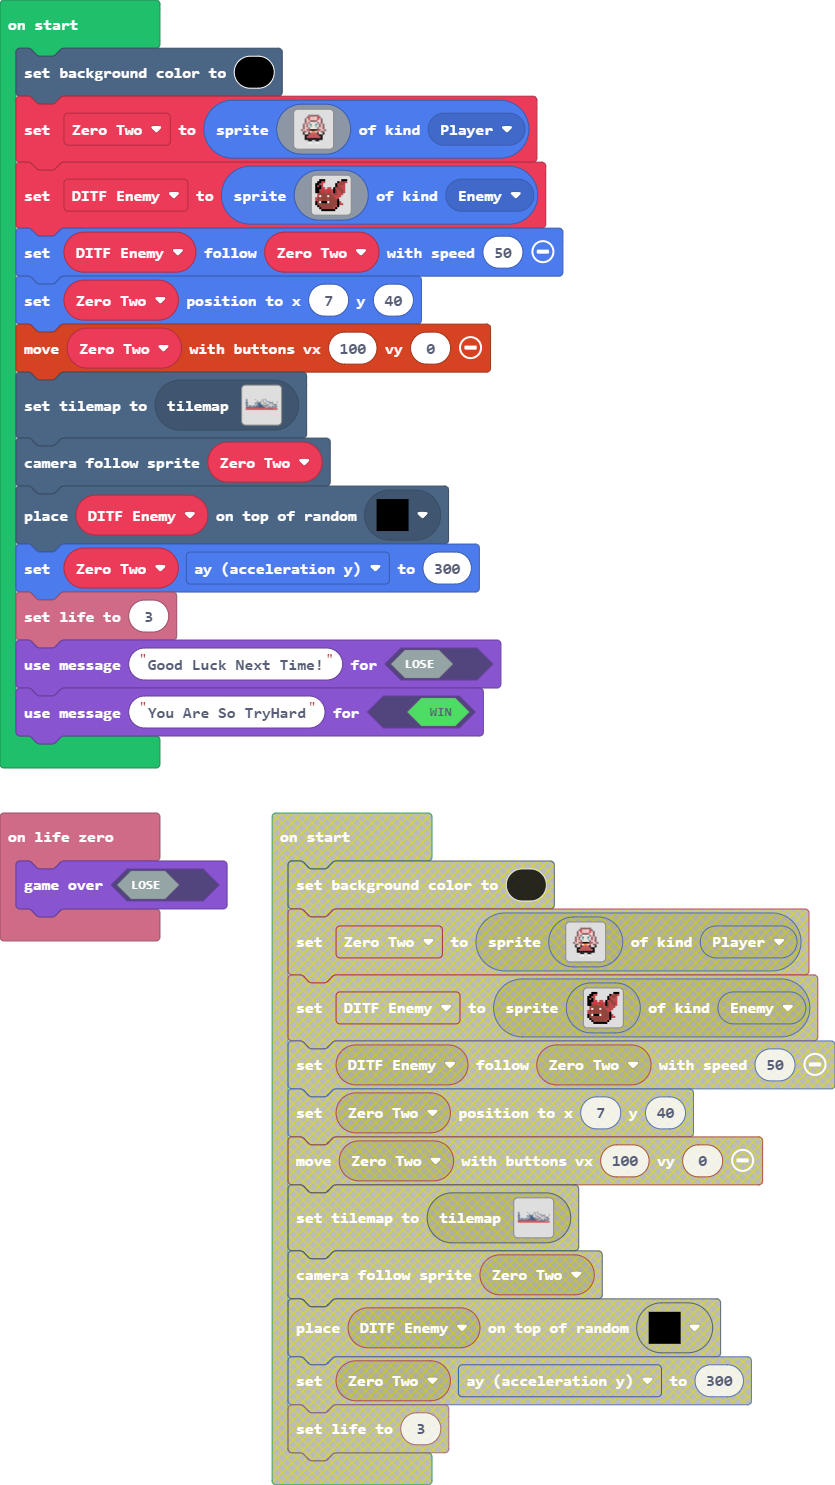 on start
set background color to
set Zero Two to sprite of kind Player
set DITF Enemy to sprite of kind Enemy
set DITF Enemy follow Zero Two with speed 50
set Zero Two position to x 7 y 40
move Zero Two with buttons vx 100 vy 0
set tilemap to tilemap
camera follow sprite Zero Two
place DITF Enemy on top of random
set Zero Two ay (acceleration y) to 300
set life to 3
use message "Good Luck Next Time!" for LOSE
use message "You Are So TryHard" for WIN
on life zero
game over LOSE
on start
set background color to
set Zero Two to sprite of kind Player
set DITF Enemy to sprite of kind Enemy
set DITF Enemy follow Zero Two with speed 50
set Zero Two position to x 7 y 40
move Zero Two with buttons vx 100 vy 0
set tilemap to tilemap
camera follow sprite Zero Two
place DITF Enemy on top of random
set Zero Two ay (acceleration y) to 300
set life to 3